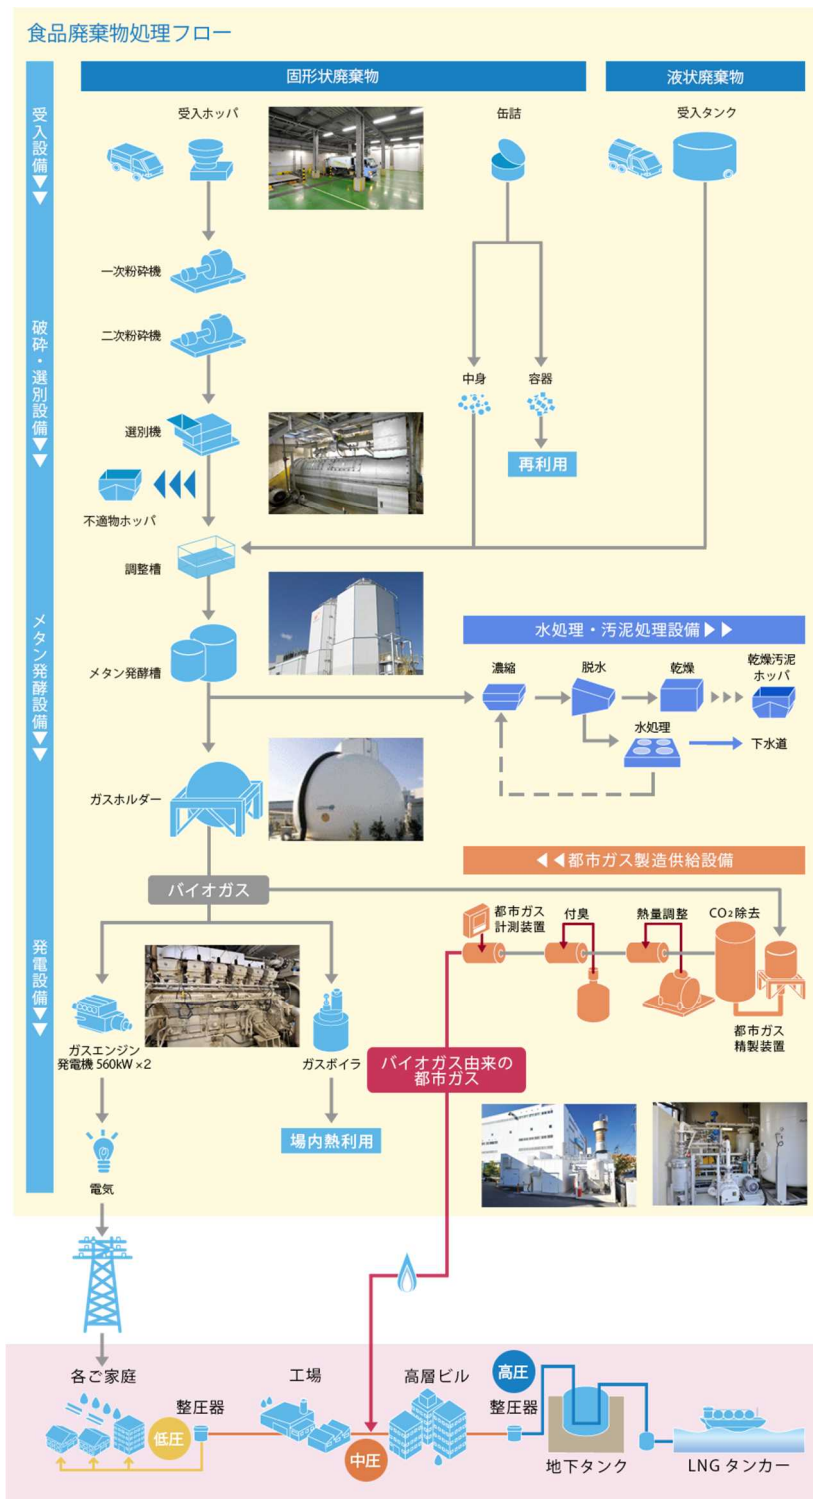 食品廃棄物処理フロー
固形状廃棄物
液状廃棄物
受入設備▼▼
受入ホッパ
缶詰
受入タンク
一次粉砕機
破砕・選別設備▼▼
二次粉砕機
中身
容器
選別機
再利用
不適物ホッパ
調整槽
メタン発酵設備▼▼
水処理・汚泥処理設備▶▶
メタン発酵槽
濃縮
脱水
乾燥
乾燥汚泥
ホッパ
水処理
下水道
ガスホルダー
◀◀都市ガス製造供給設備
バイオガス
発電設備▼▼
都市ガス
計測装置
付臭
熱量調整
CO2除去
都市ガス
精製装置
ガスエンジン
発電機 560kW×2
ガスボイラ
バイオガス由来の
都市ガス
場内熱利用
電気
各ご家庭
整圧器
工場
高層ビル
高圧
整圧器
低圧
中圧
地下タンク
LNG タンカー